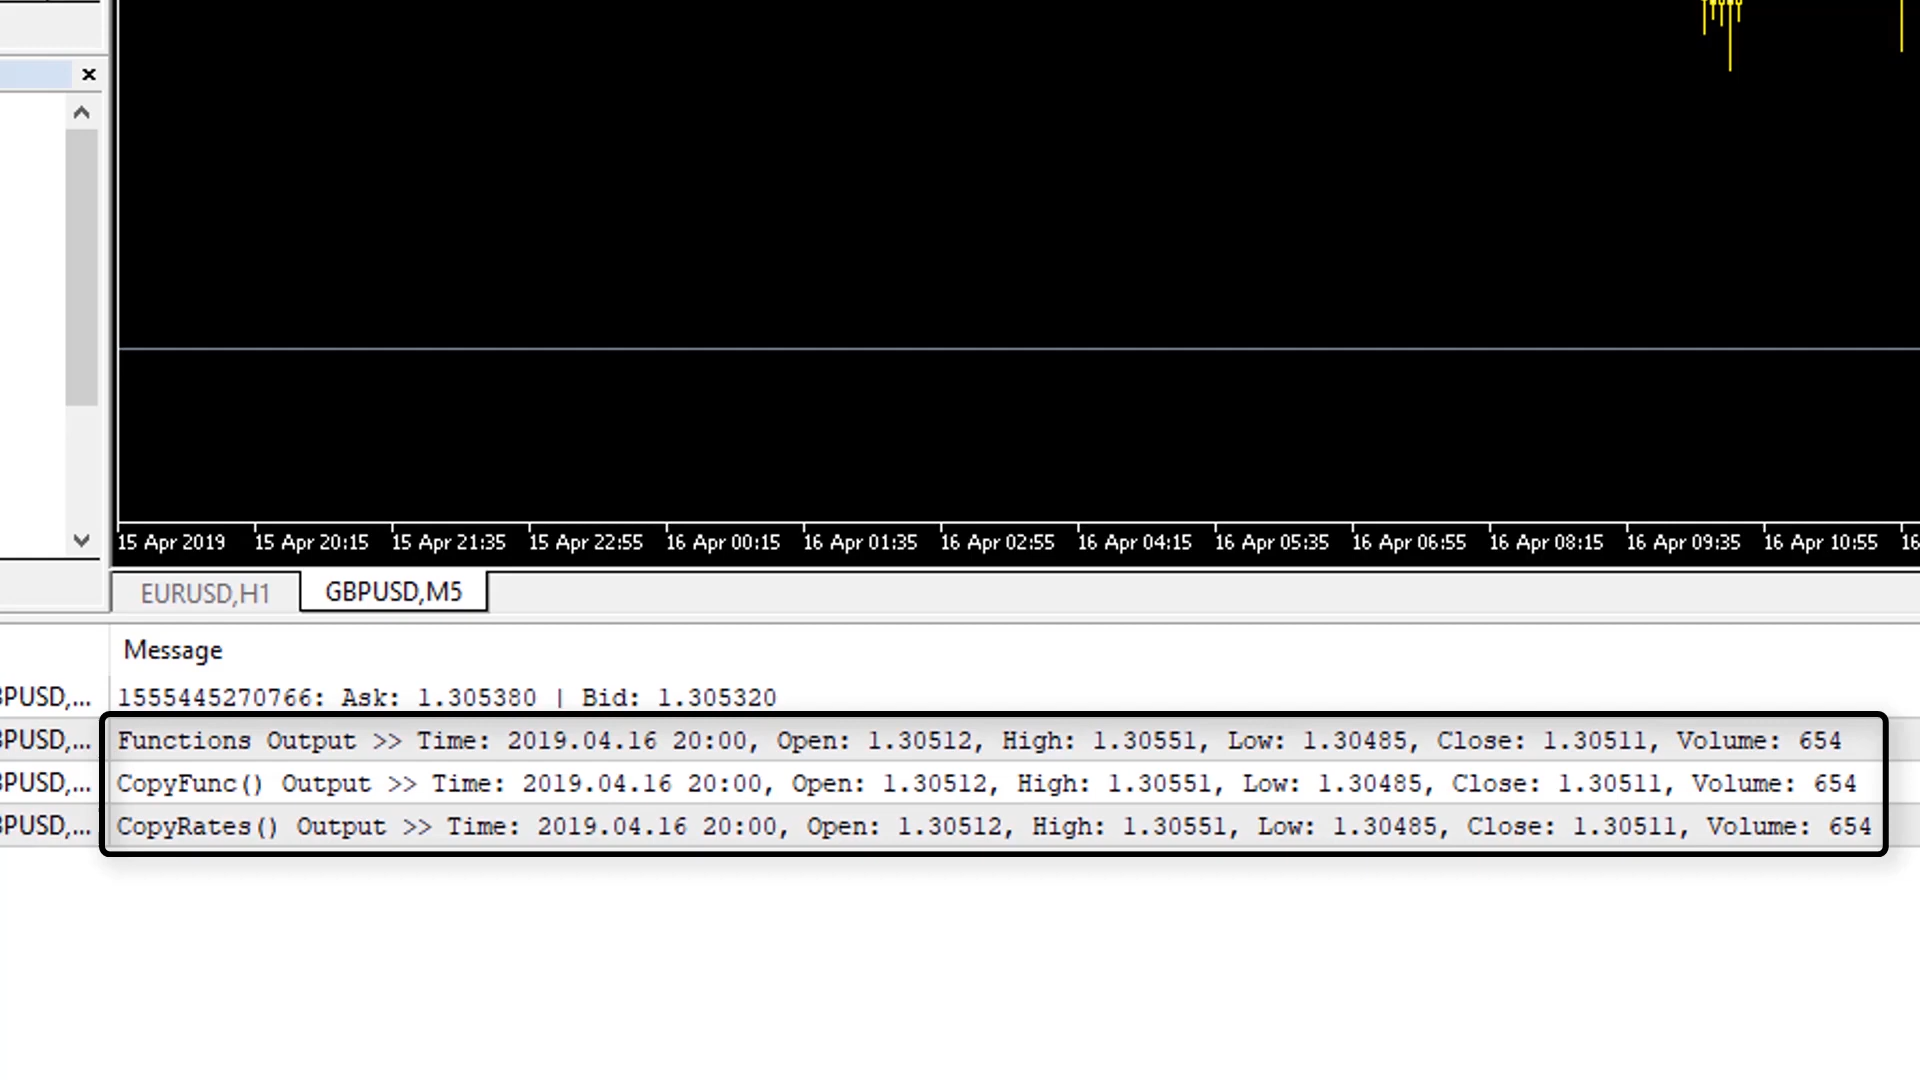 15 Apr 2019 15 Apr 20:15 15 Apr 21:35 15 Apr 22:55 16 Apr 00:15 16 Apr 01:35 16 Apr 02:55 16 Apr 04:15 16 Apr 05:35 16 Apr 06:55 16 Apr 08:15 16 Apr 09:35 16 Apr 10:55 16
EURUSD,H1 GBPUSD,M5
Message
PUSD,... 1555445270766: Ask: 1.305380 | Bid: 1.305320
PUSD,... Functions Output >> Time: 2019.04.16 20:00, Open: 1.30512, High: 1.30551, Low: 1.30485, Close: 1.30511, Volume: 654
PUSD,... CopyFunc() Output >> Time: 2019.04.16 20:00, Open: 1.30512, High: 1.30551, Low: 1.30485, Close: 1.30511, Volume: 654
PUSD,... CopyRates() Output >> Time: 2019.04.16 20:00, Open: 1.30512, High: 1.30551, Low: 1.30485, Close: 1.30511, Volume: 654